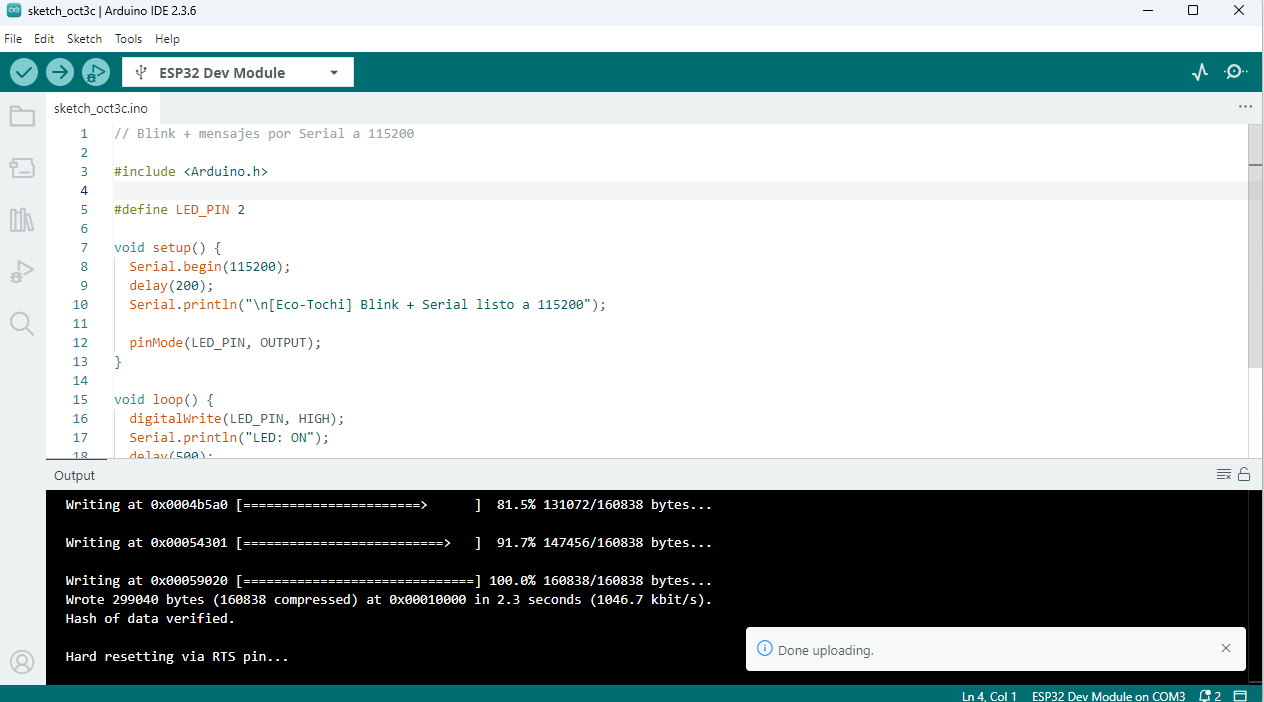 sketch_oct3c | Arduino IDE 2.3.6
File Edit Sketch Tools Help
ESP32 Dev Module
sketch_oct3c.ino
1 // Blink + mensajes por Serial a 115200
2
3 #include <Arduino.h>
4
5 #define LED_PIN 2
6
7 void setup() {
8 Serial.begin(115200);
9 delay(200);
10 Serial.println("\n[Eco-Tochi] Blink + Serial listo a 115200");
11
12 pinMode(LED_PIN, OUTPUT);
13 }
14
15 void loop() {
16 digitalWrite(LED_PIN, HIGH);
17 Serial.println("LED: ON");
18 delay(500);
Output
Writing at 0x0004b5a0 [=======================>      ]  81.5% 131072/160838 bytes...
Writing at 0x00054301 [==========================>   ]  91.7% 147456/160838 bytes...
Writing at 0x00059020 [==============================] 100.0% 160838/160838 bytes...
Wrote 299040 bytes (160838 compressed) at 0x00010000 in 2.3 seconds (1046.7 kbit/s).
Hash of data verified.
Hard resetting via RTS pin...
Done uploading.
Ln 4, Col 1 ESP32 Dev Module on COM3 2